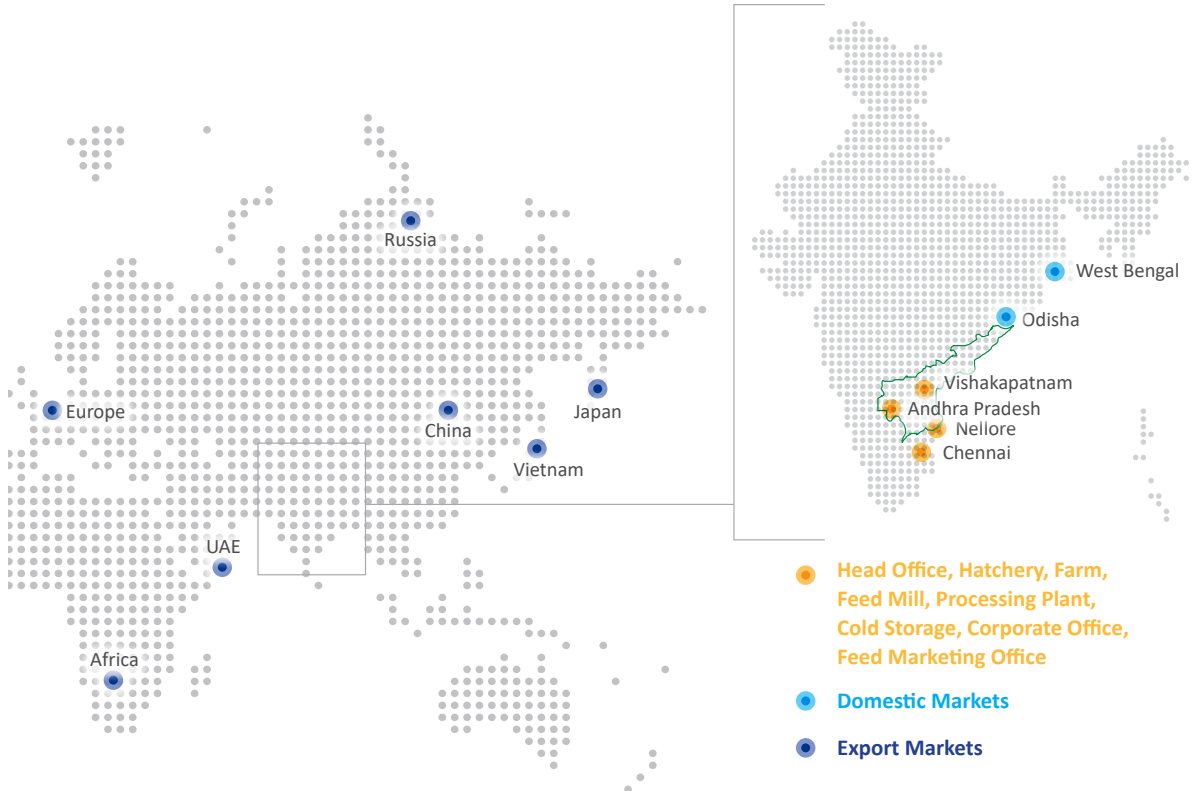 Russia
Europe
China
Japan
Vietnam
UAE
Africa
West Bengal
Odisha
Vishakapatnam
Andhra Pradesh
Nellore
Chennai
Head Office, Hatchery, Farm,
Feed Mill, Processing Plant,
Cold Storage, Corporate Office,
Feed Marketing Office
Domestic Markets
Export Markets